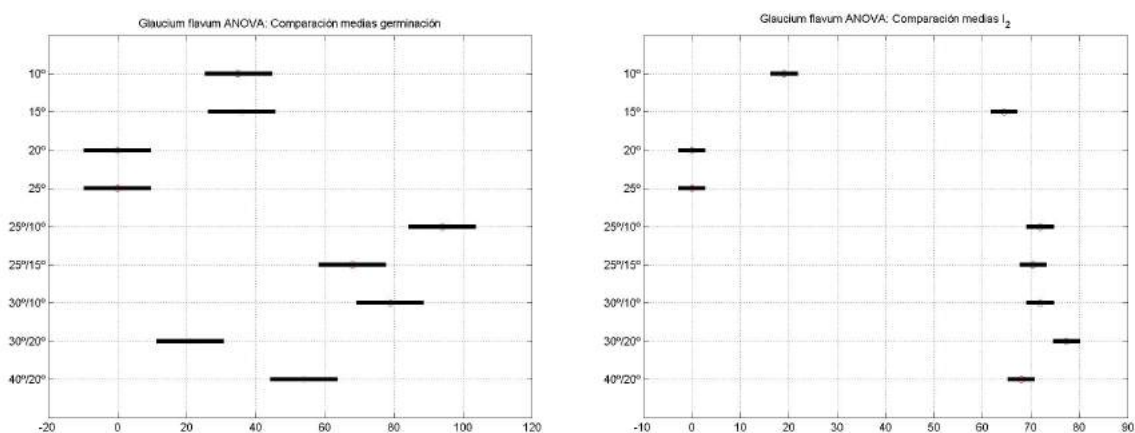 Glaucium flavum ANOVA: Comparación medias germinación
10º
15º
20º
25º
25º/10º
25º/15º
30º/10º
30º/20º
40º/20º
-20 0 20 40 60 80 100 120
Glaucium flavum ANOVA: Comparación medias I2
10º
15º
20º
25º
25º/10º
25º/15º
30º/10º
30º/20º
40º/20º
-10 0 10 20 30 40 50 60 70 80 90